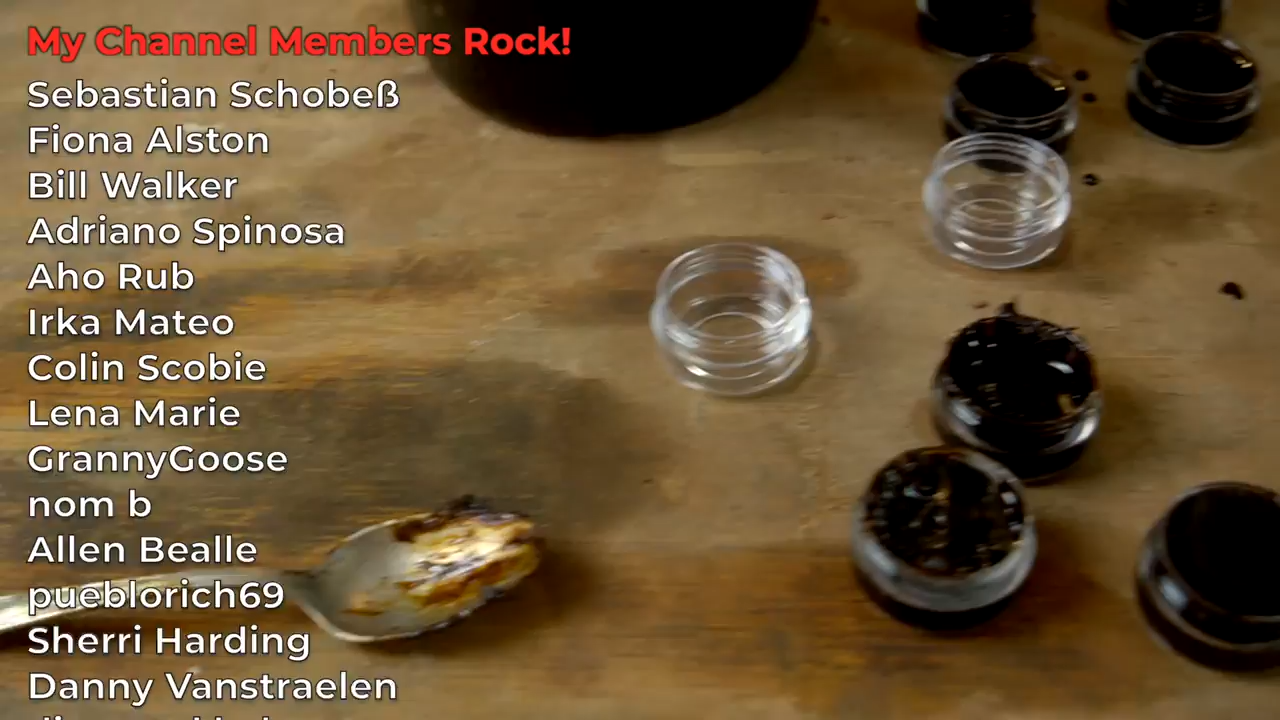 My Channel Members Rock!
Sebastian Schobeß
Fiona Alston
Bill Walker
Adriano Spinosa
Aho Rub
Irka Mateo
Colin Scobie
Lena Marie
GrannyGoose
nom b
Allen Bealle
pueblorich69
Sherri Harding
Danny Vanstraelen